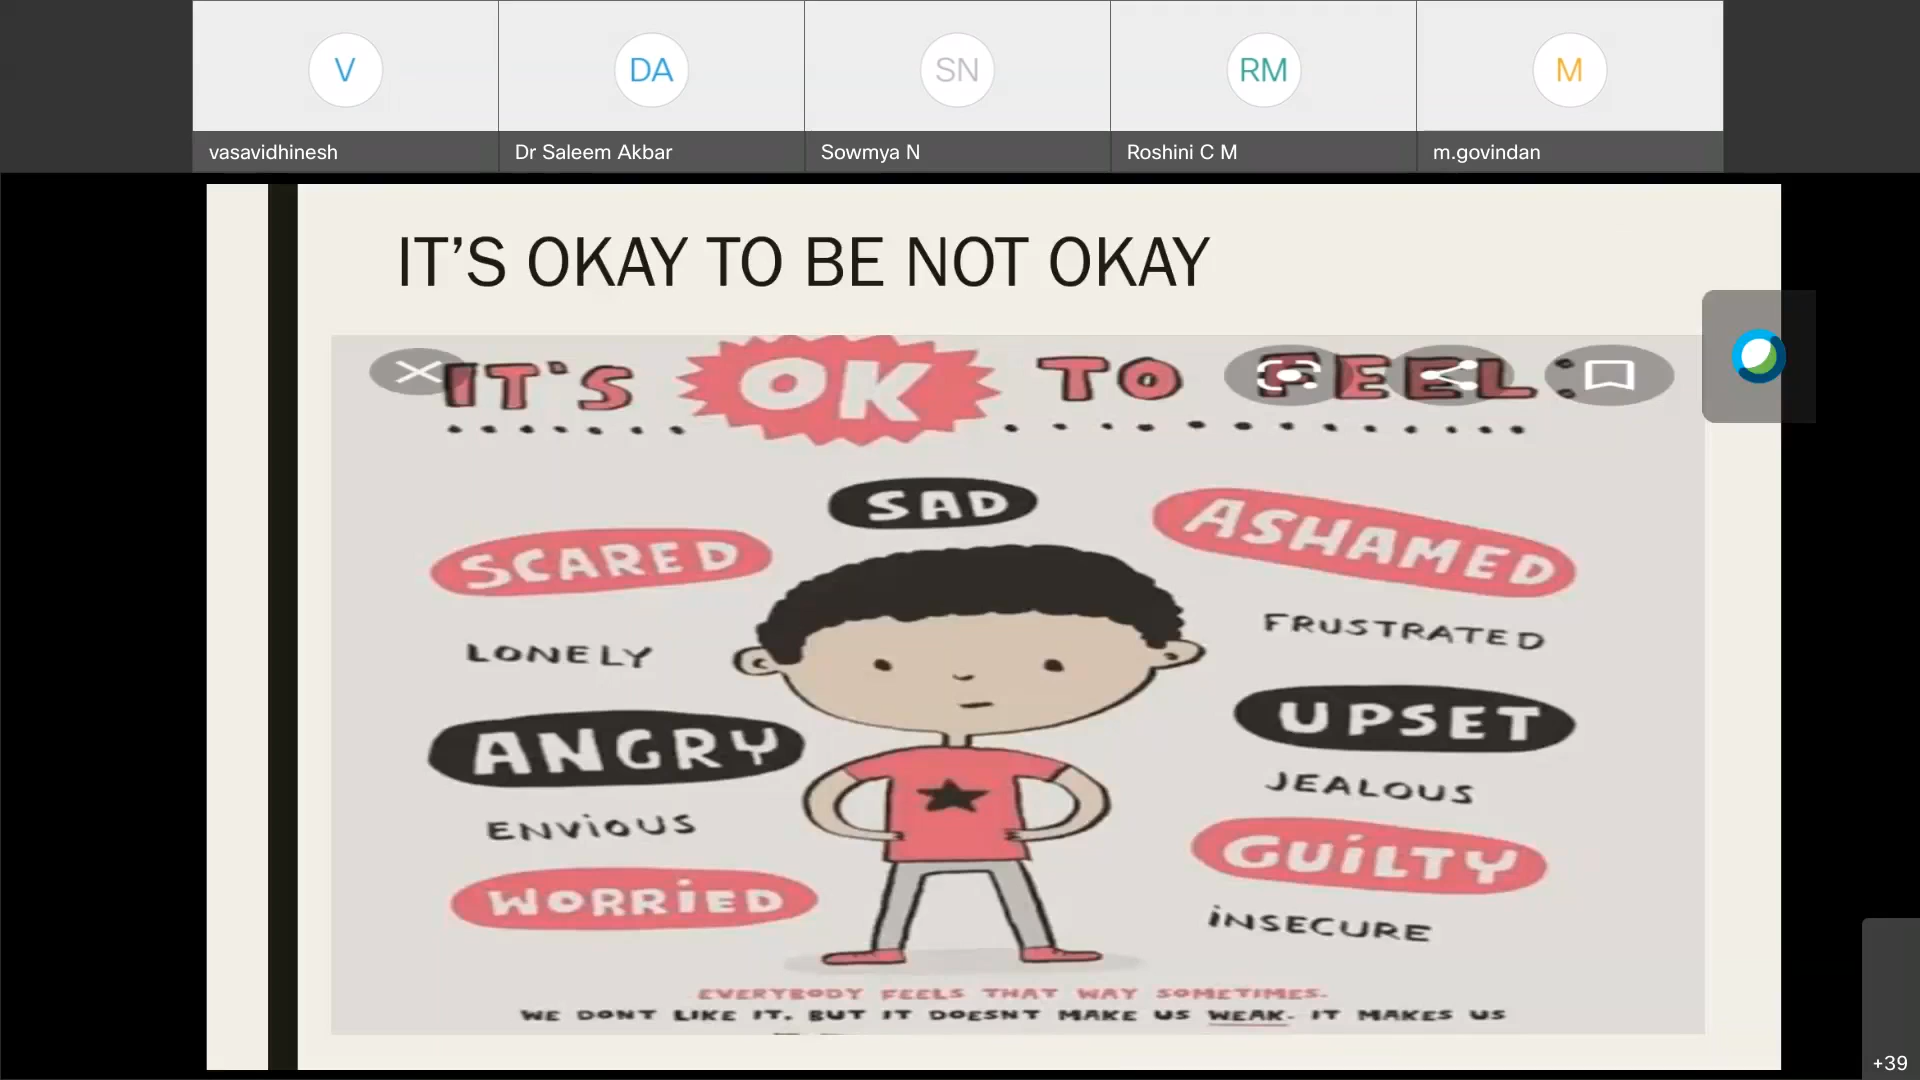 V
DA
SN
RM
M
vasavidhinesh
Dr Saleem Akbar
Sowmya N
Roshini C M
m.govindan
IT’S OKAY TO BE NOT OKAY
IT'S OK TO FEEL:
SAD
SCARED
ASHAMED
LONELY
FRUSTRATED
ANGRY
UPSET
ENViOUS
JEALOUS
WORRiED
GUiLTY
iNSECURE
EVERYBODY FEELS THAT WAY SOMETIMES.
WE DONT LIKE IT. BUT IT DOESNT MAKE US WEAK. IT MAKES US
+39